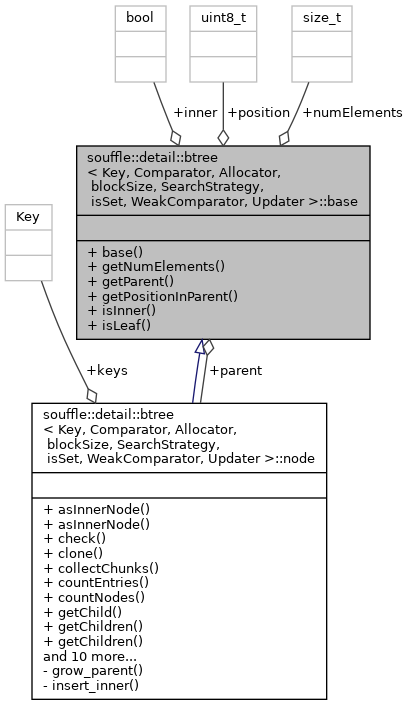 bool
uint8_t
size_t
+inner
+position
+numElements
souffle::detail::btree
< Key, Comparator, Allocator,
blockSize, SearchStrategy,
isSet, WeakComparator, Updater >::base
+ base()
+ getNumElements()
+ getParent()
+ getPositionInParent()
+ isInner()
+ isLeaf()
Key
+keys
+parent
souffle::detail::btree
< Key, Comparator, Allocator,
blockSize, SearchStrategy,
isSet, WeakComparator, Updater >::node
+ asInnerNode()
+ asInnerNode()
+ check()
+ clone()
+ collectChunks()
+ countEntries()
+ countNodes()
+ getChild()
+ getChildren()
+ getChildren()
and 10 more...
- grow_parent()
- insert_inner()